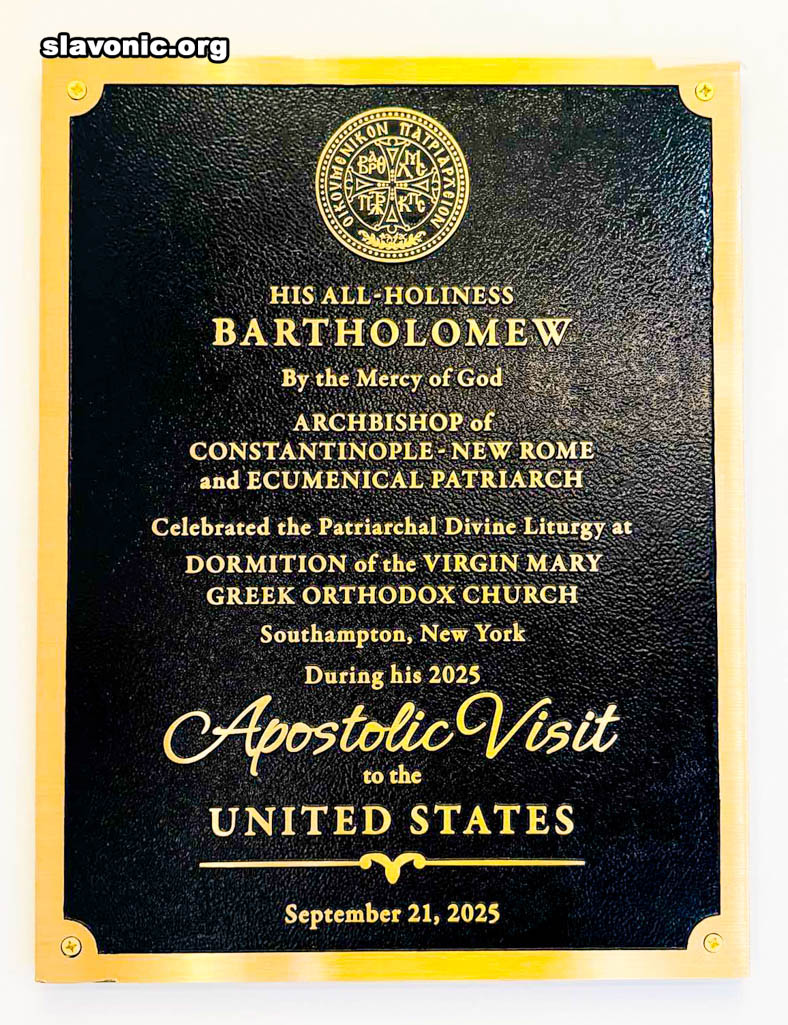 slavonic.org
ΟΙΚΟΥΜΕΝΙΚΟΝ ΠΑΤΡΙΑΡΧΕΙΟΝ
HIS ALL-HOLINESS
BARTHOLOMEW
By the Mercy of God
ARCHBISHOP of
CONSTANTINOPLE - NEW ROME
and ECUMENICAL PATRIARCH
Celebrated the Patriarchal Divine Liturgy at
DORMITION of the VIRGIN MARY
GREEK ORTHODOX CHURCH
Southampton, New York
During his 2025
Apostolic Visit
to the
UNITED STATES
September 21, 2025